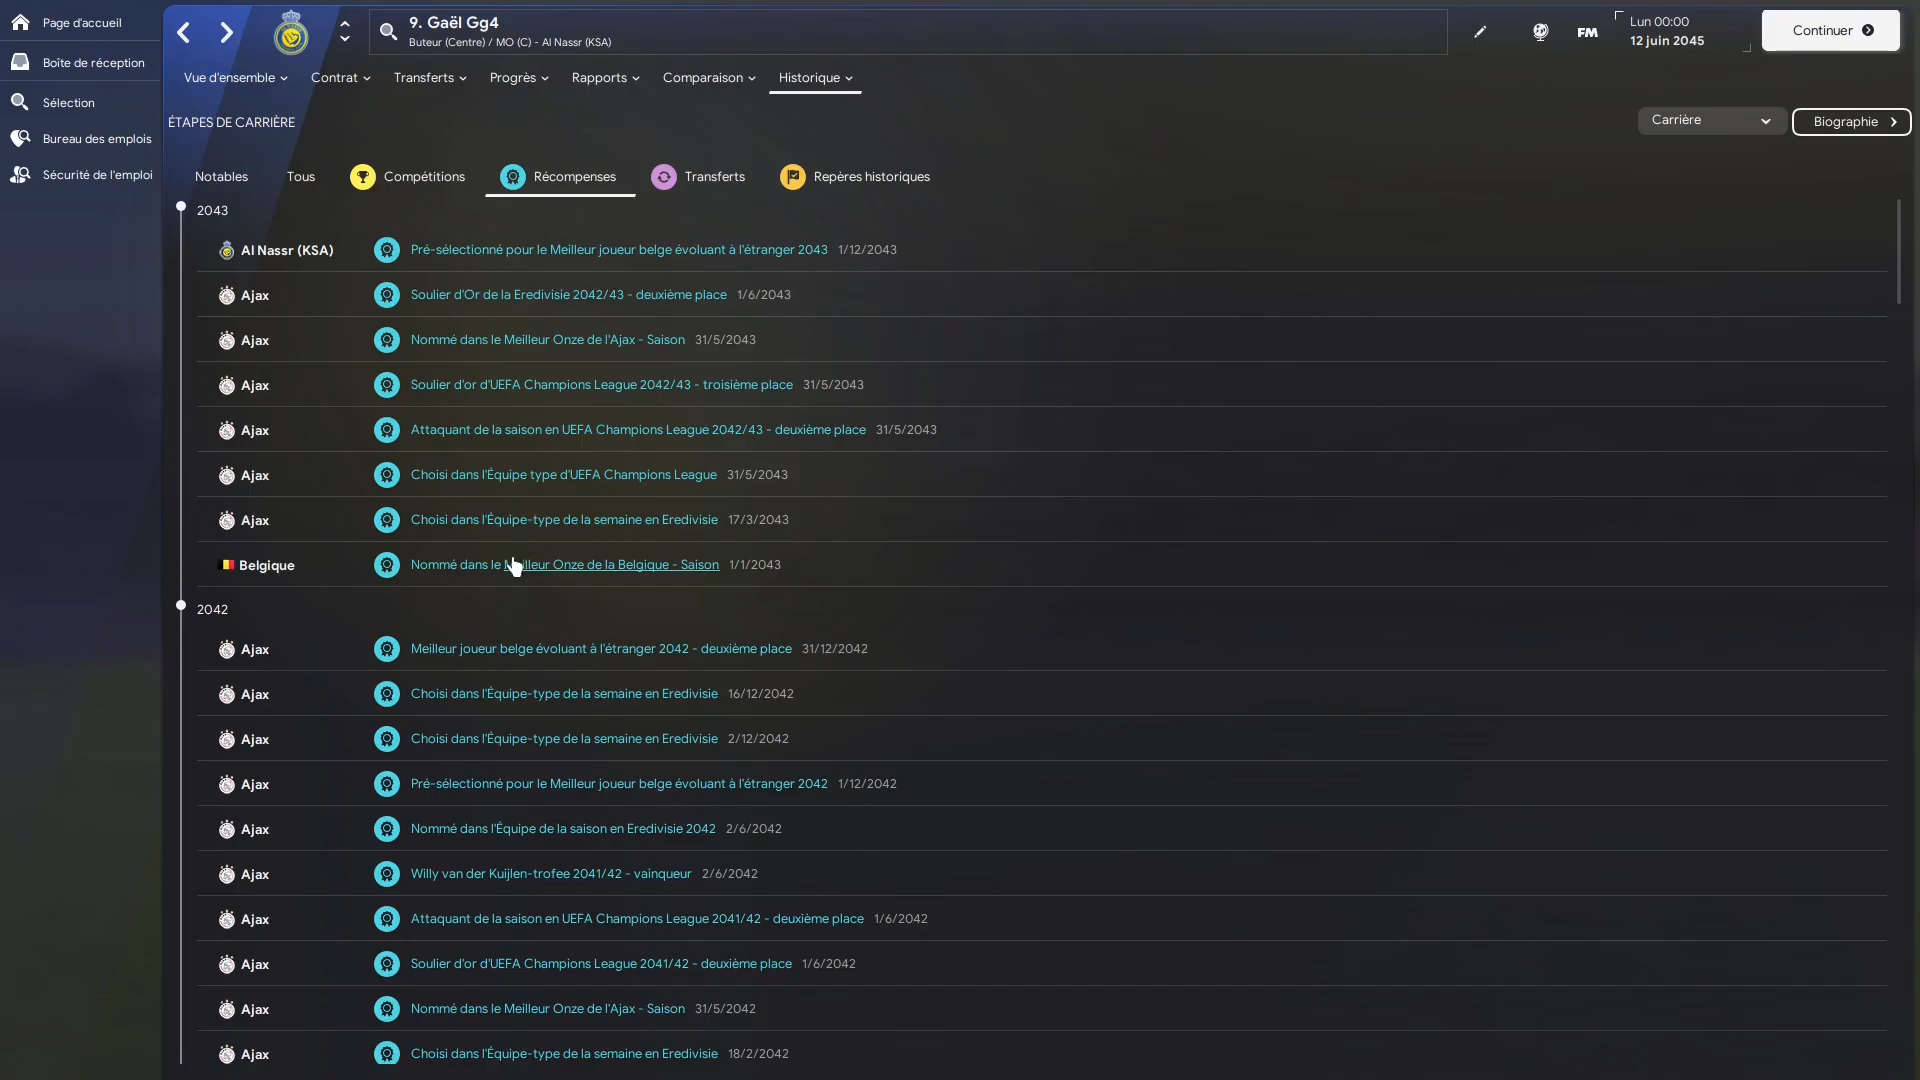 Page d'accueil
Boîte de réception
Sélection
Bureau des emplois
Sécurité de l'emploi
9. Gaël Gg4
Buteur (Centre) / MO (C) - Al Nassr (KSA)
FM
Lun 00:00
12 juin 2045
Continuer
Vue d'ensemble
Contrat
Transferts
Progrès
Rapports
Comparaison
Historique
ÉTAPES DE CARRIÈRE
Carrière
Biographie
Notables
Tous
Compétitions
Récompenses
Transferts
Repères historiques
2043
Al Nassr (KSA) Pré-sélectionné pour le Meilleur joueur belge évoluant à l'étranger 2043 1/12/2043
Ajax Soulier d'Or de la Eredivisie 2042/43 - deuxième place 1/6/2043
Ajax Nommé dans le Meilleur Onze de l'Ajax - Saison 31/5/2043
Ajax Soulier d'or d'UEFA Champions League 2042/43 - troisième place 31/5/2043
Ajax Attaquant de la saison en UEFA Champions League 2042/43 - deuxième place 31/5/2043
Ajax Choisi dans l'Équipe type d'UEFA Champions League 31/5/2043
Ajax Choisi dans l'Équipe-type de la semaine en Eredivisie 17/3/2043
Belgique Nommé dans le Meilleur Onze de la Belgique - Saison 1/1/2043
2042
Ajax Meilleur joueur belge évoluant à l'étranger 2042 - deuxième place 31/12/2042
Ajax Choisi dans l'Équipe-type de la semaine en Eredivisie 16/12/2042
Ajax Choisi dans l'Équipe-type de la semaine en Eredivisie 2/12/2042
Ajax Pré-sélectionné pour le Meilleur joueur belge évoluant à l'étranger 2042 1/12/2042
Ajax Nommé dans l'Équipe de la saison en Eredivisie 2042 2/6/2042
Ajax Willy van der Kuijlen-trofee 2041/42 - vainqueur 2/6/2042
Ajax Attaquant de la saison en UEFA Champions League 2041/42 - deuxième place 1/6/2042
Ajax Soulier d'or d'UEFA Champions League 2041/42 - deuxième place 1/6/2042
Ajax Nommé dans le Meilleur Onze de l'Ajax - Saison 31/5/2042
Ajax Choisi dans l'Équipe-type de la semaine en Eredivisie 18/2/2042